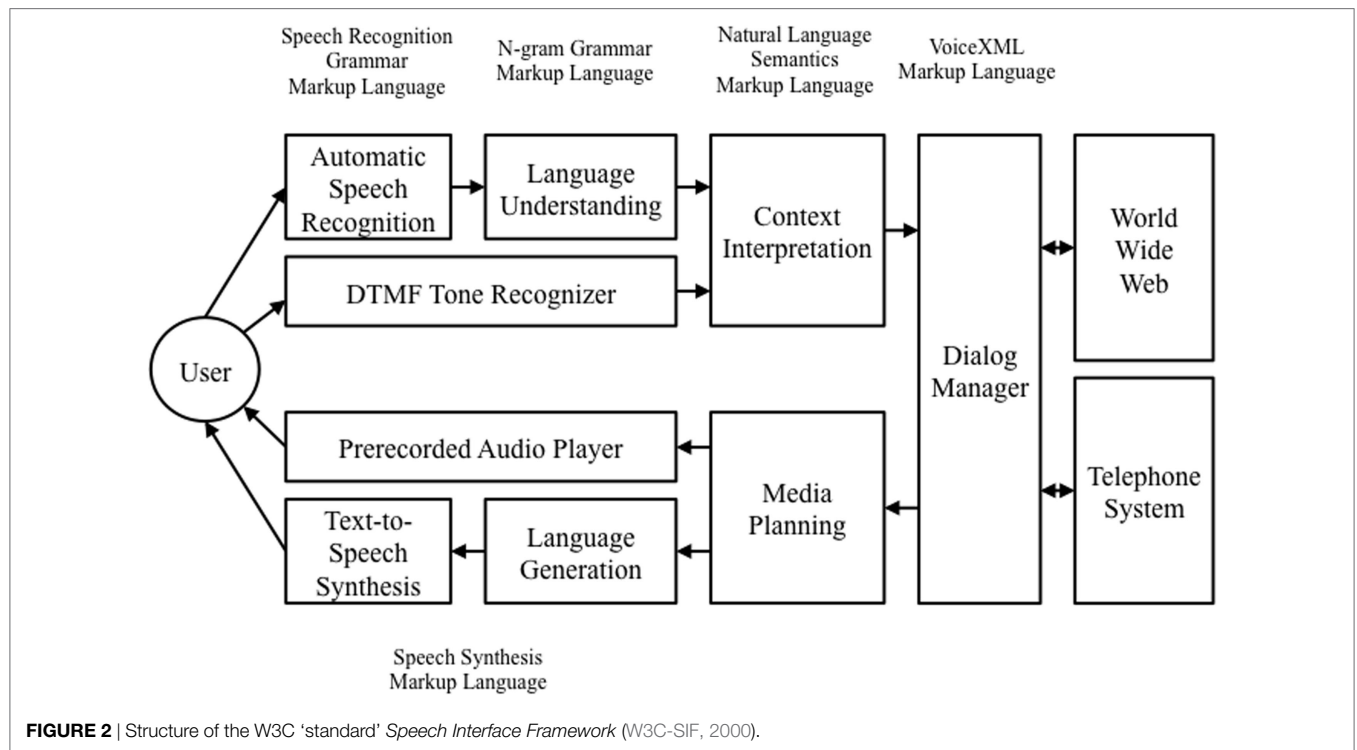 Speech Recognition
Grammar
Markup Language
N-gram Grammar
Markup Language
Natural Language
Semantics
Markup Language
VoiceXML
Markup Language
Automatic
Speech
Recognition
Language
Understanding
Context
Interpretation
World
Wide
Web
DTMF Tone Recognizer
User
Dialog
Manager
Prerecorded Audio Player
Media
Planning
Telephone
System
Text-to-
Speech
Synthesis
Language
Generation
Speech Synthesis
Markup Language
FIGURE 2 | Structure of the W3C ‘standard’ Speech Interface Framework (W3C-SIF, 2000).